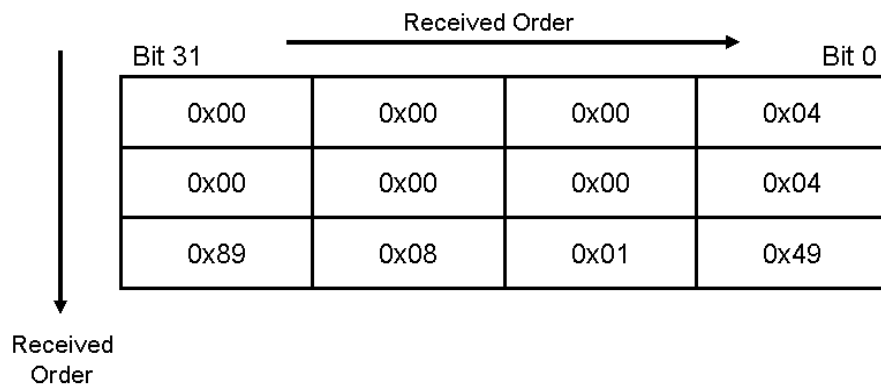 Received Order
Bit 31 Bit 0
0x00 0x00 0x00 0x04
0x00 0x00 0x00 0x04
0x89 0x08 0x01 0x49
Received
Order